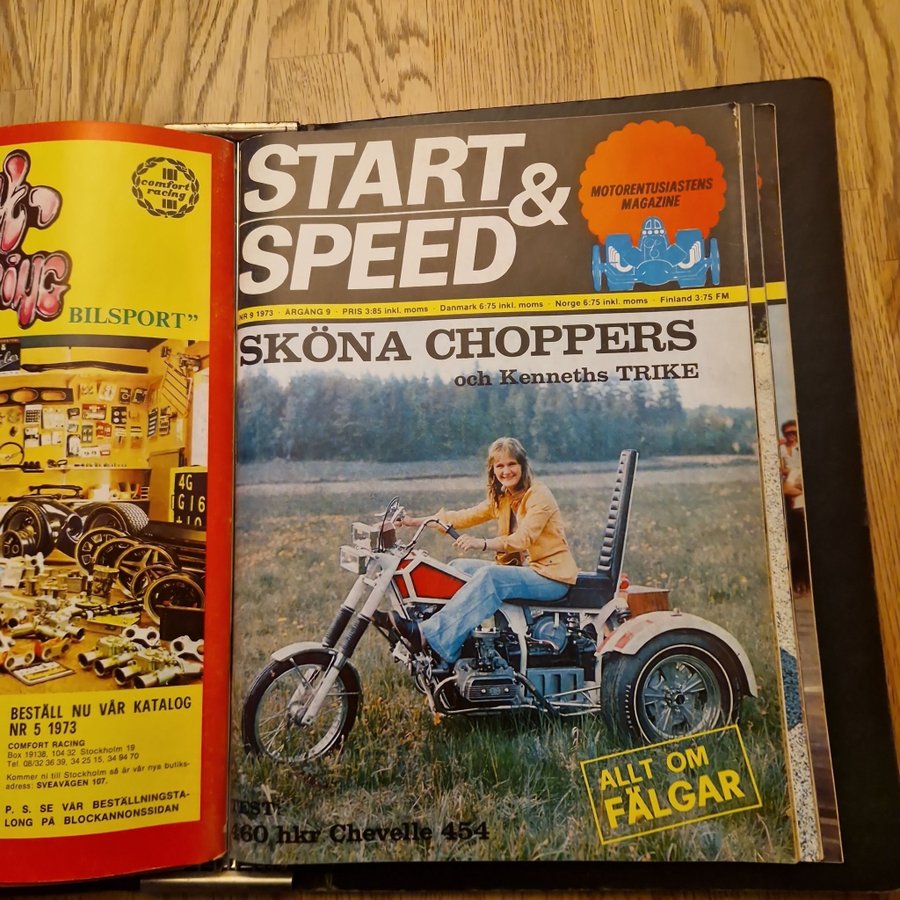 comfort
racing
BILSPORT”
4G
G16
BESTÄLL NU VÅR KATALOG
NR 5 1973
COMFORT RACING
Box 19138, 104 32 Stockholm 19
Tel. 08/32 36 39, 34 25 15, 34 94 70
Kommer ni till Stockholm så är vår nya butiks-
adress: SVEAVÄGEN 107.
P. S. SE VÅR BESTÄLLNINGSTA-
LONG PÅ BLOCKANNONSSIDAN
START
& SPEED
MOTORENTUSIASTENS
MAGAZINE
NR 9 1973 · ÅRGÅNG 9 · PRIS 3:85 inkl. moms · Danmark 6:75 inkl. moms · Norge 6:75 inkl. moms · Finland 3:75 FM
SKÖNA CHOPPERS
och Kenneths TRIKE
ALLT OM
FÄLGAR
TEST:
460 hkr Chevelle 454